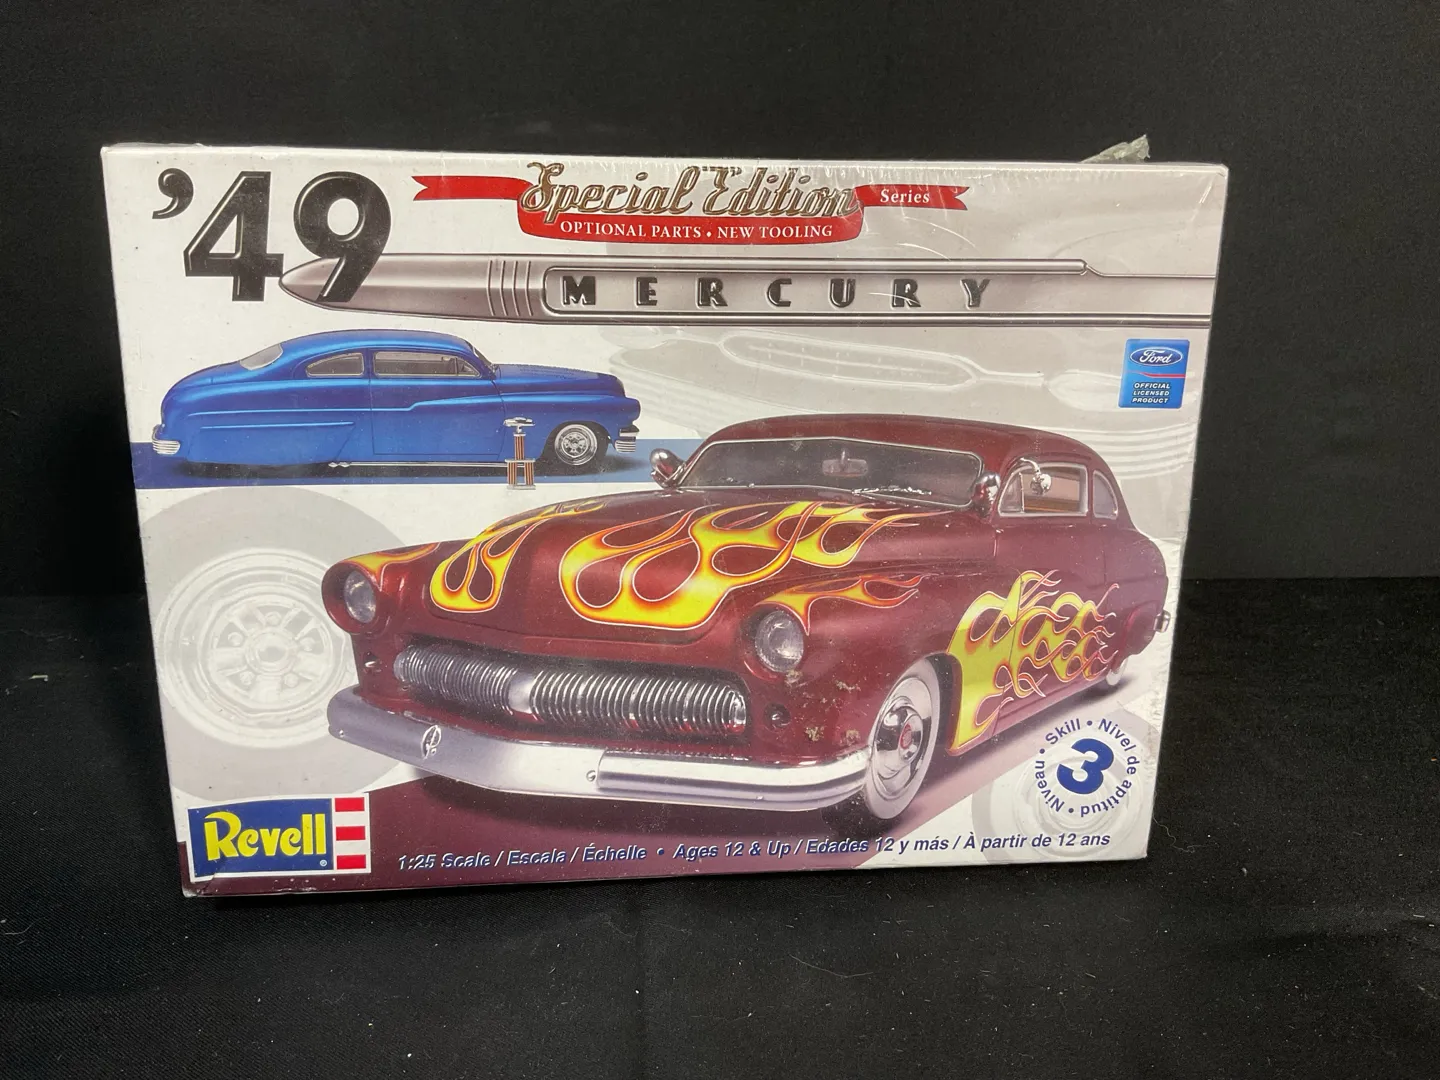 '49
Special Edition
Series
OPTIONAL PARTS • NEW TOOLING
MERCURY
Ford
OFFICIAL
LICENSED
PRODUCT
Niveau • Skill • Nivel de aptitud •
3
Revell®
1:25 Scale / Escala / Échelle • Ages 12 & Up / Edades 12 y más / À partir de 12 ans